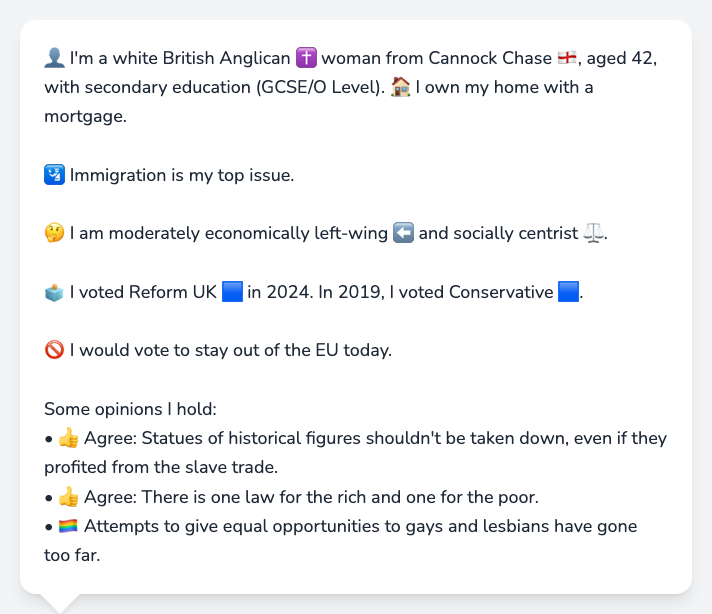 👤 I'm a white British Anglican ✝️ woman from Cannock Chase 🏴󠁧󠁢󠁥󠁮󠁧󠁿, aged 42,
with secondary education (GCSE/O Level). 🏠 I own my home with a
mortgage.
🛂 Immigration is my top issue.
🤔 I am moderately economically left-wing ⬅️ and socially centrist ⚖️.
🗳️ I voted Reform UK 🟦 in 2024. In 2019, I voted Conservative 🟦.
🚫 I would vote to stay out of the EU today.
Some opinions I hold:
• 👍 Agree: Statues of historical figures shouldn't be taken down, even if they
profited from the slave trade.
• 👍 Agree: There is one law for the rich and one for the poor.
• 🏳️‍🌈 Attempts to give equal opportunities to gays and lesbians have gone
too far.